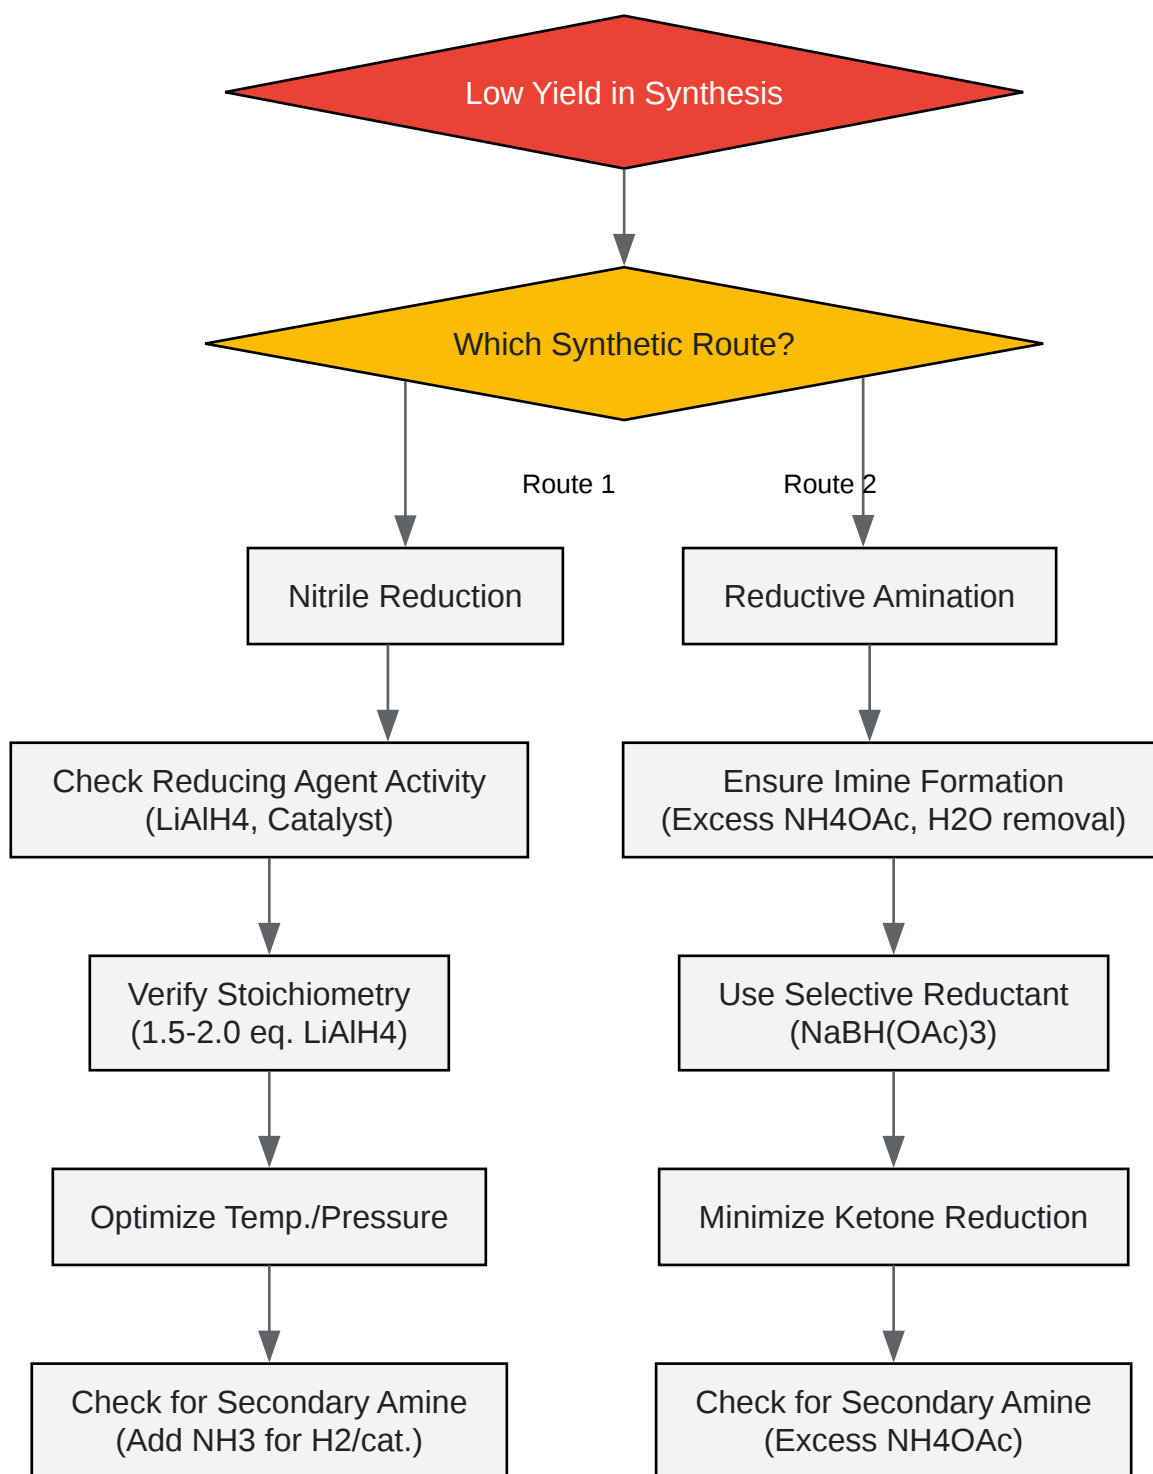 Low Yield in Synthesis
Which Synthetic Route?
Route 1
Route 2
Nitrile Reduction
Reductive Amination
Check Reducing Agent Activity
(LiAlH4, Catalyst)
Ensure Imine Formation
(Excess NH4OAc, H2O removal)
Verify Stoichiometry
(1.5-2.0 eq. LiAlH4)
Use Selective Reductant
(NaBH(OAc)3)
Optimize Temp./Pressure
Minimize Ketone Reduction
Check for Secondary Amine
(Add NH3 for H2/cat.)
Check for Secondary Amine
(Excess NH4OAc)